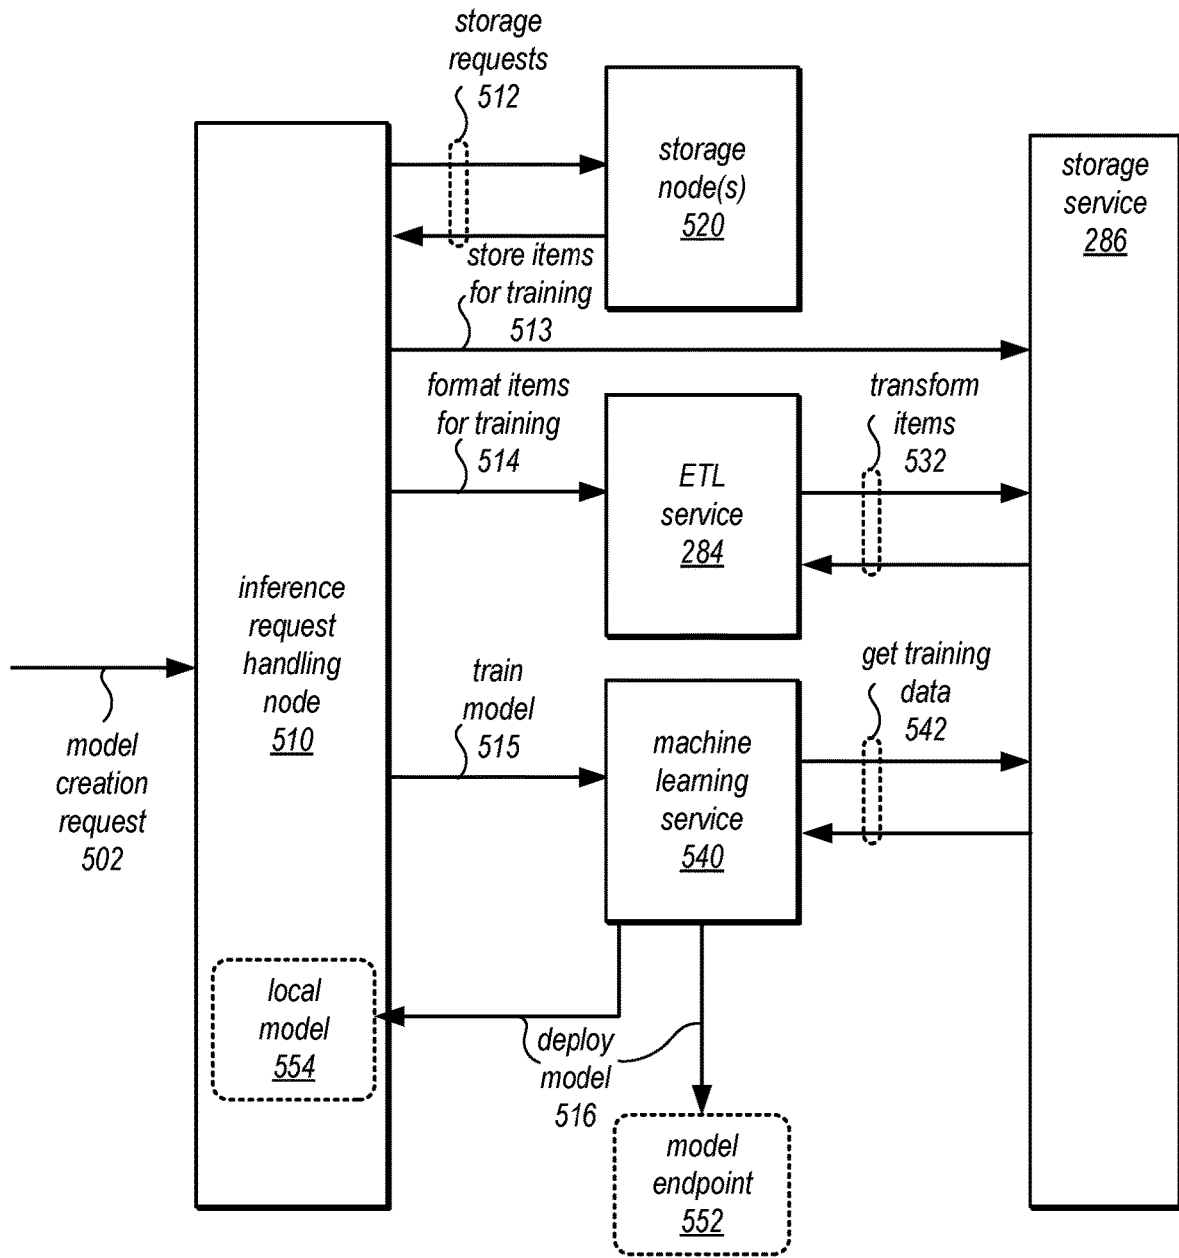 storage
requests
512
storage
node(s)
520
storage
service
286
store items
for training
513
format items
for training
514
ETL
service
284
transform
items
532
inference
request
handling
node
510
model
creation
request
502
train
model
515
machine
learning
service
540
get training
data
542
local
model
554
deploy
model
516
model
endpoint
552